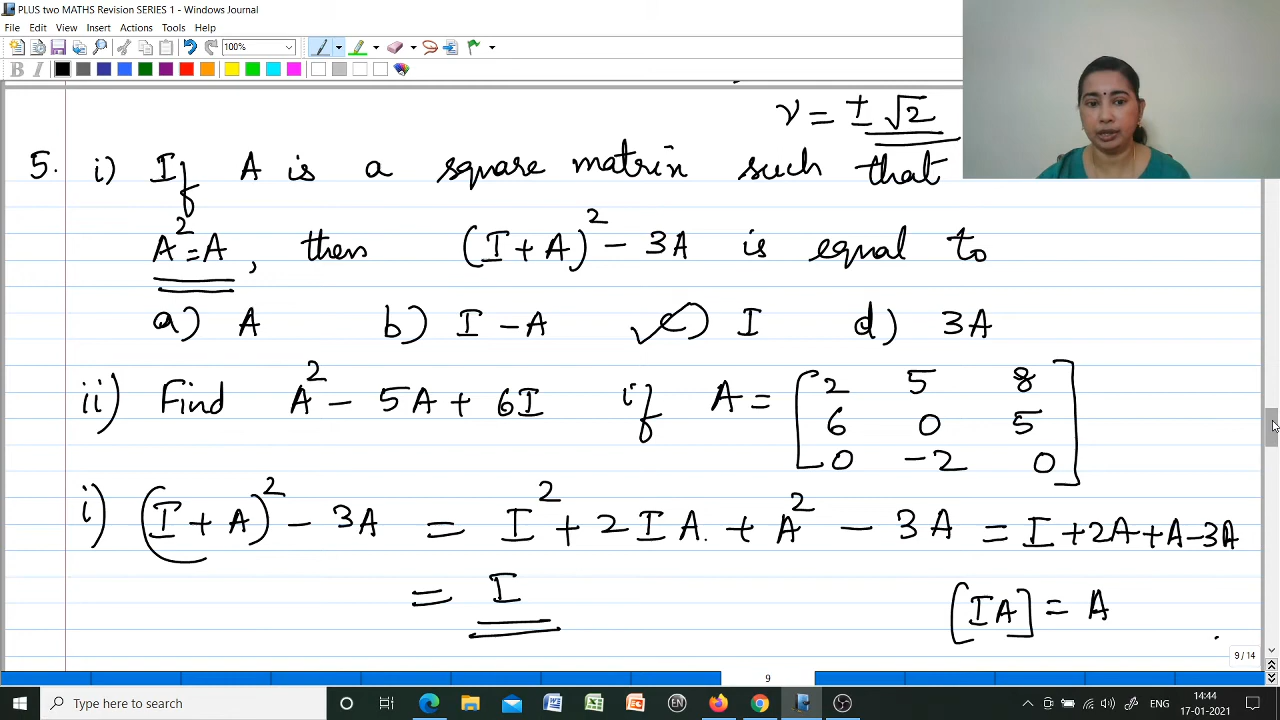 PLUS two MATHS Revision SERIES 1 - Windows Journal
File Edit View Insert Actions Tools Help
100%
B I
ν = ± √2
5. i) If A is a square matrix such that
A² = A, then (I + A)² - 3A is equal to
a) A b) I - A c) I d) 3A
ii) Find A² - 5A + 6I if A = [2 5 8
6 0 5
0 -2 0]
i) (I + A)² - 3A = I² + 2IA. + A² - 3A = I + 2A + A - 3A
= I
[IA] = A
9 / 14
9
Type here to search
EN
ENG
14:44
17-01-2021